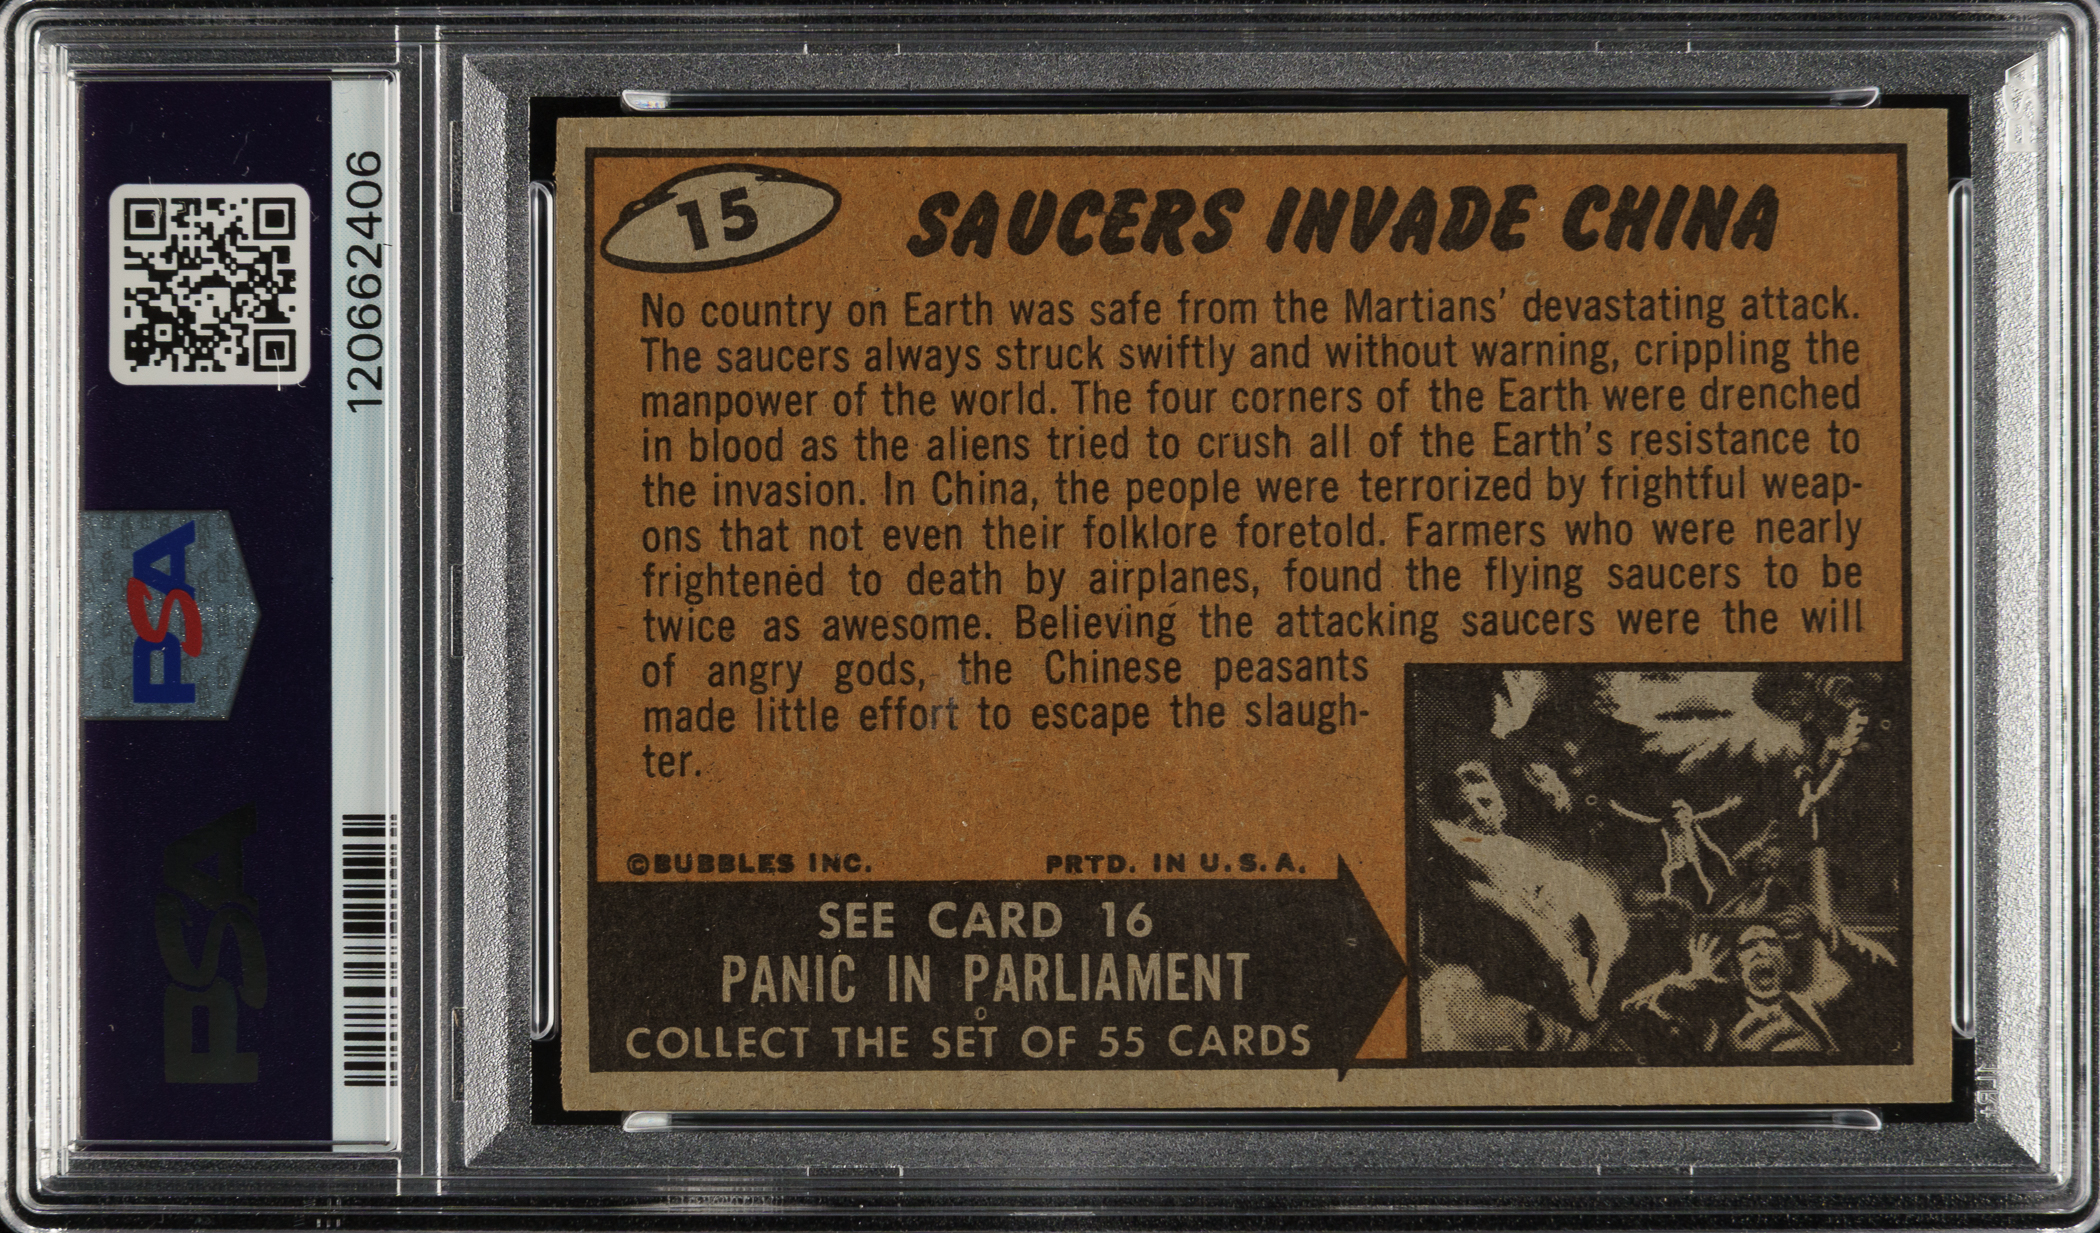 120662406
PSA
PSA
15
SAUCERS INVADE CHINA
No country on Earth was safe from the Martians' devastating attack.
The saucers always struck swiftly and without warning, crippling the
manpower of the world. The four corners of the Earth were drenched
in blood as the aliens tried to crush all of the Earth's resistance to
the invasion. In China, the people were terrorized by frightful weap-
ons that not even their folklore foretold. Farmers who were nearly
frightened to death by airplanes, found the flying saucers to be
twice as awesome. Believing the attacking saucers were the will
of angry gods, the Chinese peasants
made little effort to escape the slaugh-
ter.
©BUBBLES INC. PRTD. IN U.S.A.
SEE CARD 16
PANIC IN PARLIAMENT
COLLECT THE SET OF 55 CARDS